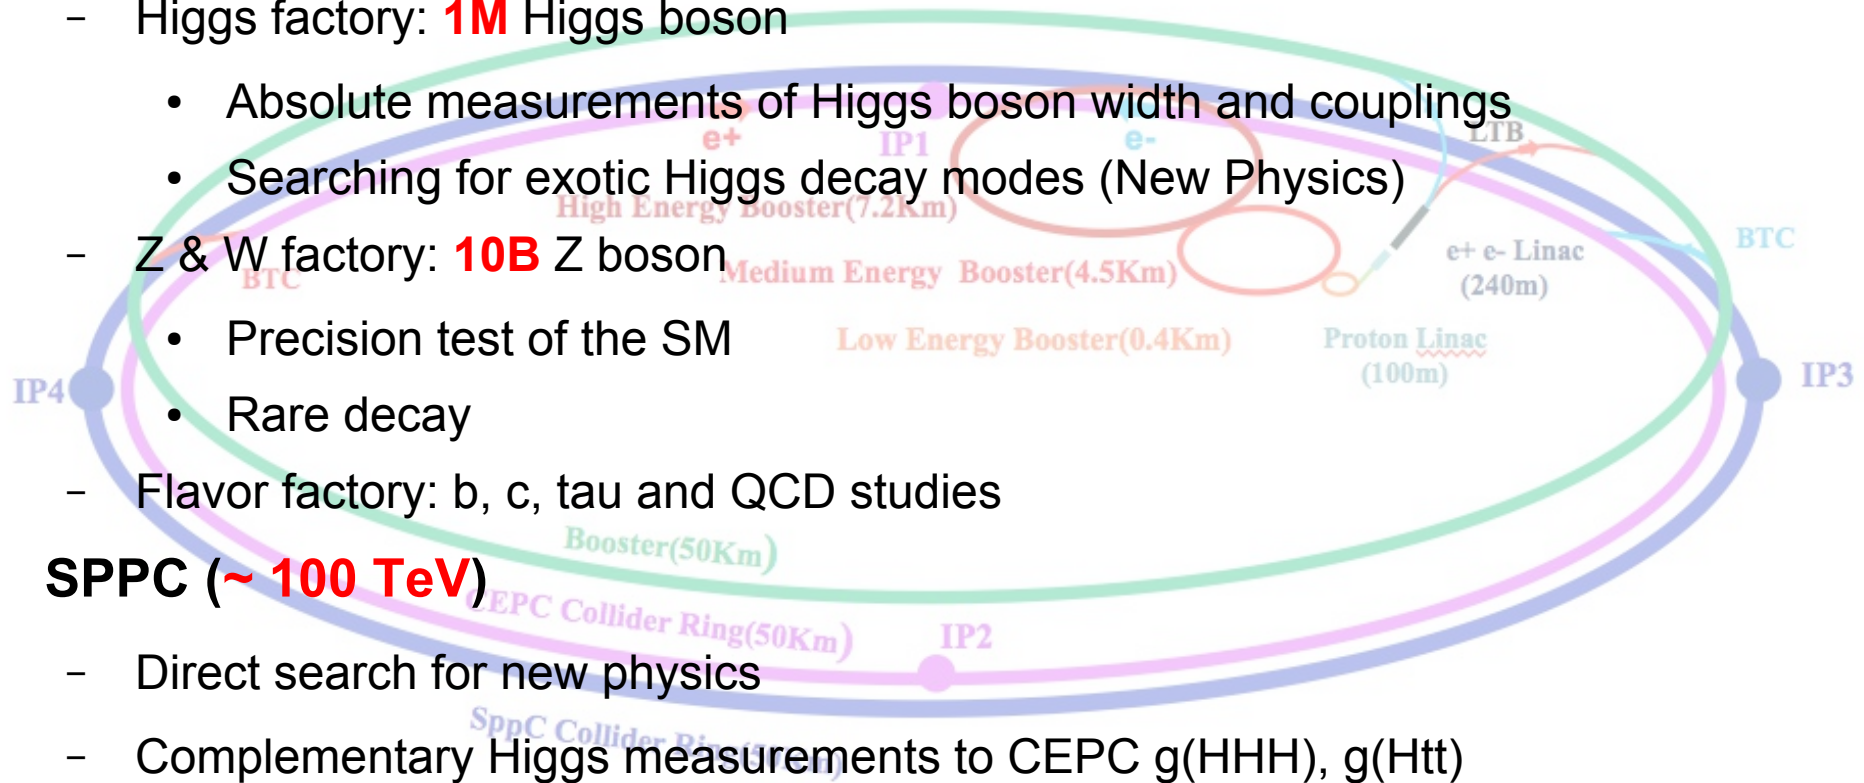 – Higgs factory: 1M Higgs boson
• Absolute measurements of Higgs boson width and couplings
e+ IP1 e- LTB
• Searching for exotic Higgs decay modes (New Physics)
High Energy Booster(7.2Km)
– Z & W factory: 10B Z boson
BTC
e+ e- Linac
(240m)
BTC
Medium Energy Booster(4.5Km)
• Precision test of the SM
Low Energy Booster(0.4Km)
Proton Linac
(100m)
IP4
IP3
• Rare decay
– Flavor factory: b, c, tau and QCD studies
Booster(50Km)
SPPC (~ 100 TeV)
CEPC Collider Ring(50Km)
IP2
– Direct search for new physics
SppC Collider Ring(50Km)
– Complementary Higgs measurements to CEPC g(HHH), g(Htt)